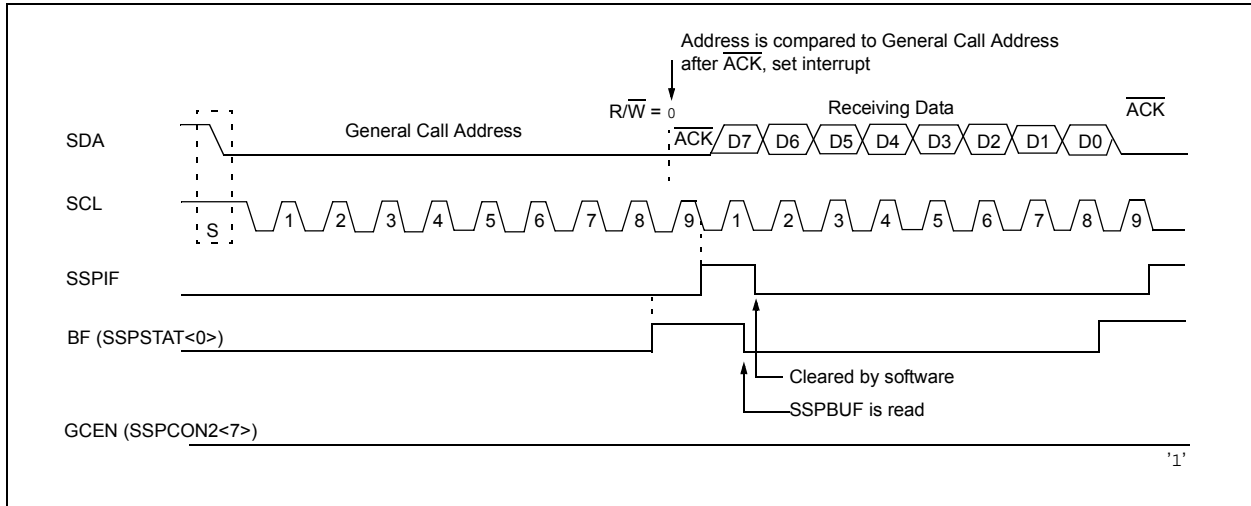 Address is compared to General Call Address
after A̅C̅K̅, set interrupt
R/W̅ = 0
Receiving Data
A̅C̅K̅
SDA
General Call Address
A̅C̅K̅
D7 D6 D5 D4 D3 D2 D1 D0
SCL
S
1 2 3 4 5 6 7 8 9 1 2 3 4 5 6 7 8 9
SSPIF
BF (SSPSTAT<0>)
Cleared by software
SSPBUF is read
GCEN (SSPCON2<7>)
'1'